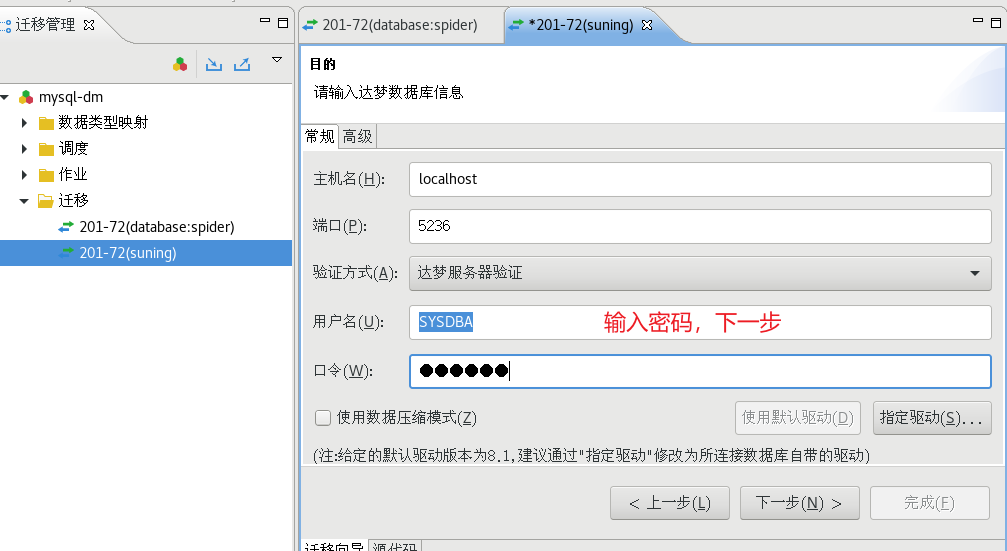 迁移管理
mysql-dm
数据类型映射
调度
作业
迁移
201-72(database:spider)
201-72(suning)
201-72(database:spider)
*201-72(suning)
目的
请输入达梦数据库信息
常规 高级
主机名(H): localhost
端口(P): 5236
验证方式(A): 达梦服务器验证
用户名(U): SYSDBA
输入密码，下一步
口令(W): ●●●●●●
使用数据压缩模式(Z)
使用默认驱动(D) 指定驱动(S)...
(注:给定的默认驱动版本为8.1,建议通过"指定驱动"修改为所连接数据库自带的驱动)
< 上一步(L) 下一步(N) > 完成(F)
迁移向导 源代码